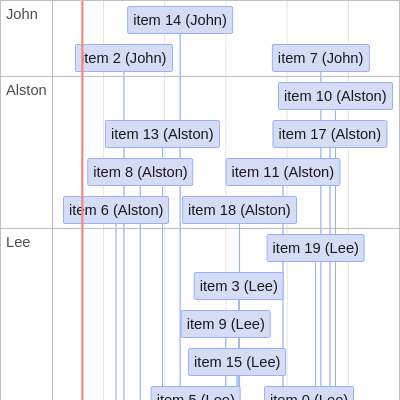 John
item 14 (John)
item 2 (John)
item 7 (John)
Alston
item 10 (Alston)
item 13 (Alston)
item 17 (Alston)
item 8 (Alston)
item 11 (Alston)
item 6 (Alston)
item 18 (Alston)
Lee
item 19 (Lee)
item 3 (Lee)
item 9 (Lee)
item 15 (Lee)
item 5 (Lee)
item 0 (Lee)